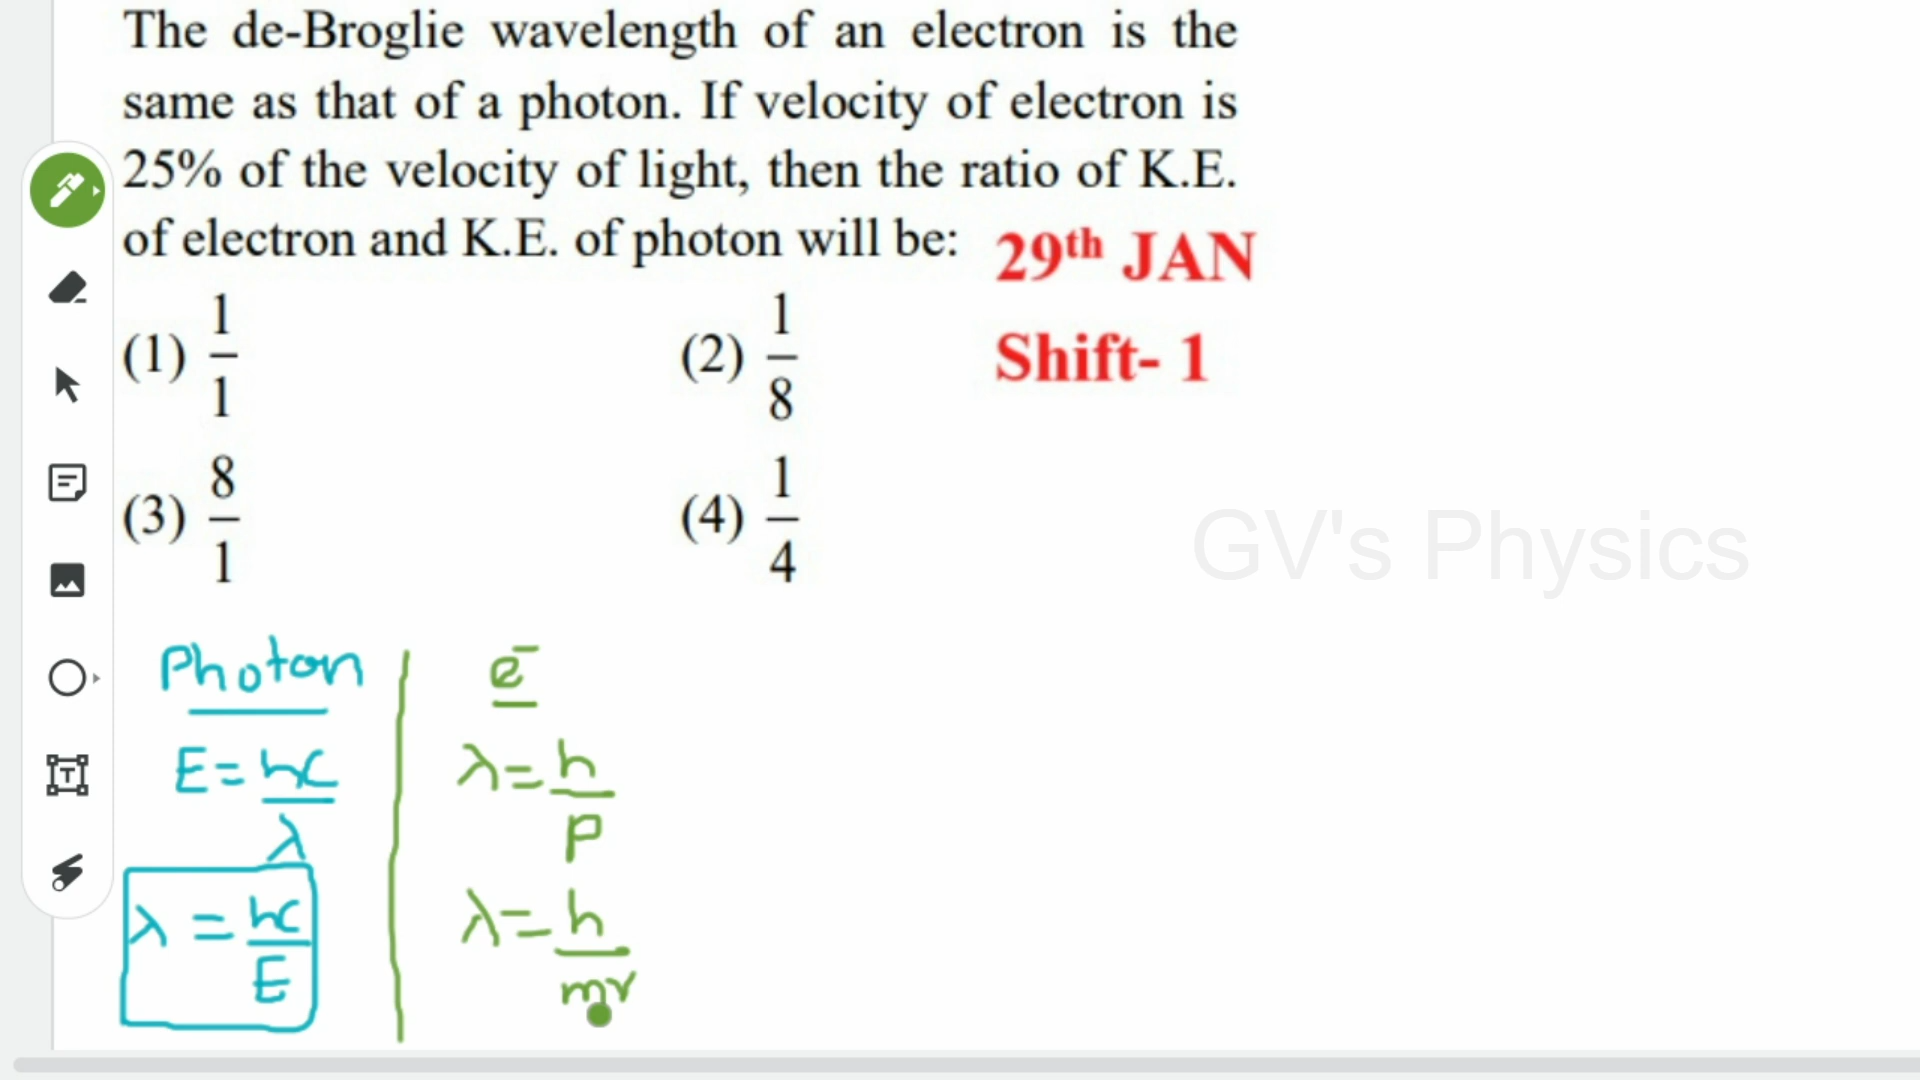 The de-Broglie wavelength of an electron is the
same as that of a photon. If velocity of electron is
25% of the velocity of light, then the ratio of K.E.
of electron and K.E. of photon will be:
29th JAN
Shift- 1
(1) 1/1
(2) 1/8
(3) 8/1
(4) 1/4
GV's Physics
Photon
E = hc/λ
λ = hc/E
e⁻
λ = h/p
λ = h/mv